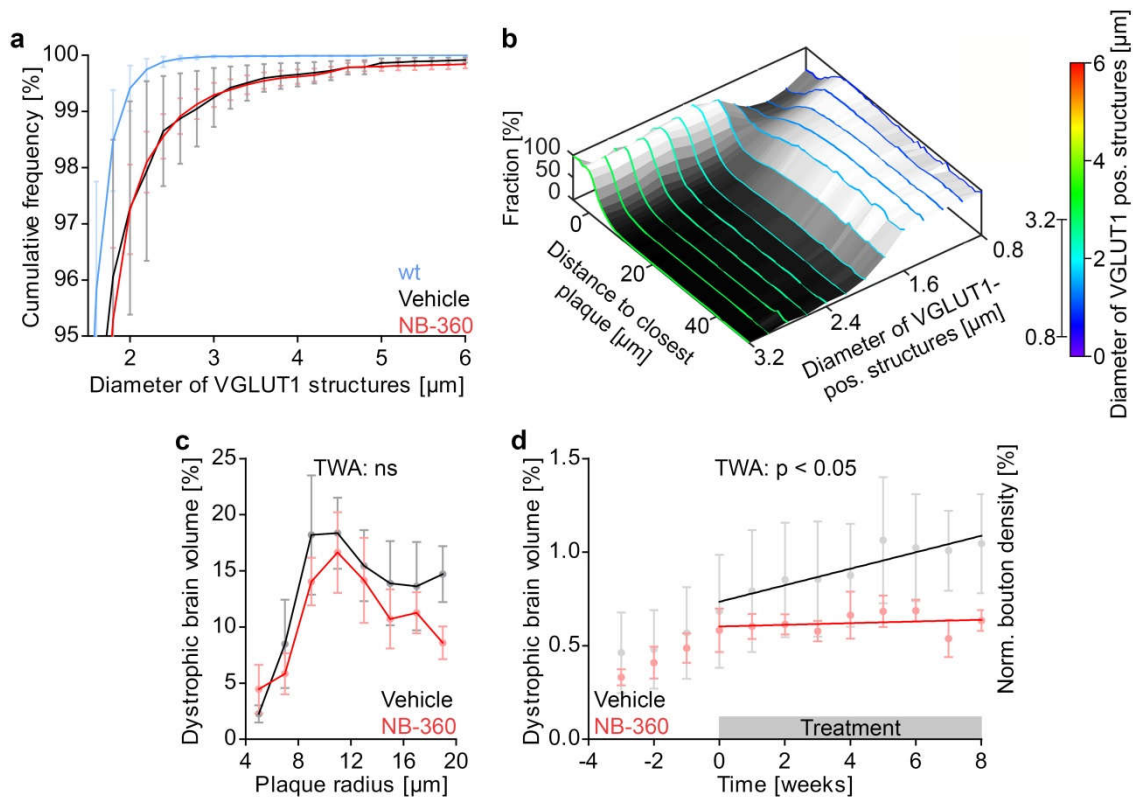 a
Cumulative frequency [%]
100
99
98
97
96
95
wt
Vehicle
NB-360
2
3
4
5
6
Diameter of VGLUT1 structures [µm]
b
Fraction [%]
100
50
0
0
20
40
Distance to closest
plaque [µm]
3.2
2.4
1.6
0.8
Diameter of VGLUT1-
pos. structures [µm]
3.2
0.8
6
4
2
0
Diameter of VGLUT1 pos. structures [µm]
c
TWA: ns
Dystrophic brain volume [%]
25
20
15
10
5
0
Vehicle
NB-360
4
8
12
16
20
Plaque radius [µm]
d
TWA: p < 0.05
Dystrophic brain volume [%]
1.5
1.0
0.5
0.0
Vehicle
NB-360
Treatment
-4
-2
0
2
4
6
8
Time [weeks]
Norm. bouton density [%]